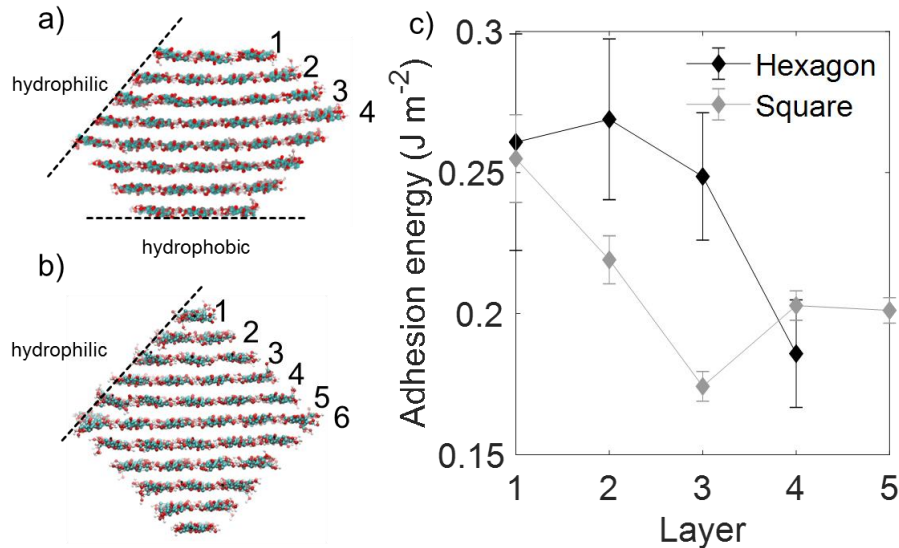 a)
hydrophilic
1
2
3
4
hydrophobic
b)
hydrophilic
1
2
3
4
5
6
c)
Adhesion energy (J m-2)
0.3
0.25
0.2
0.15
Hexagon
Square
1 2 3 4 5
Layer